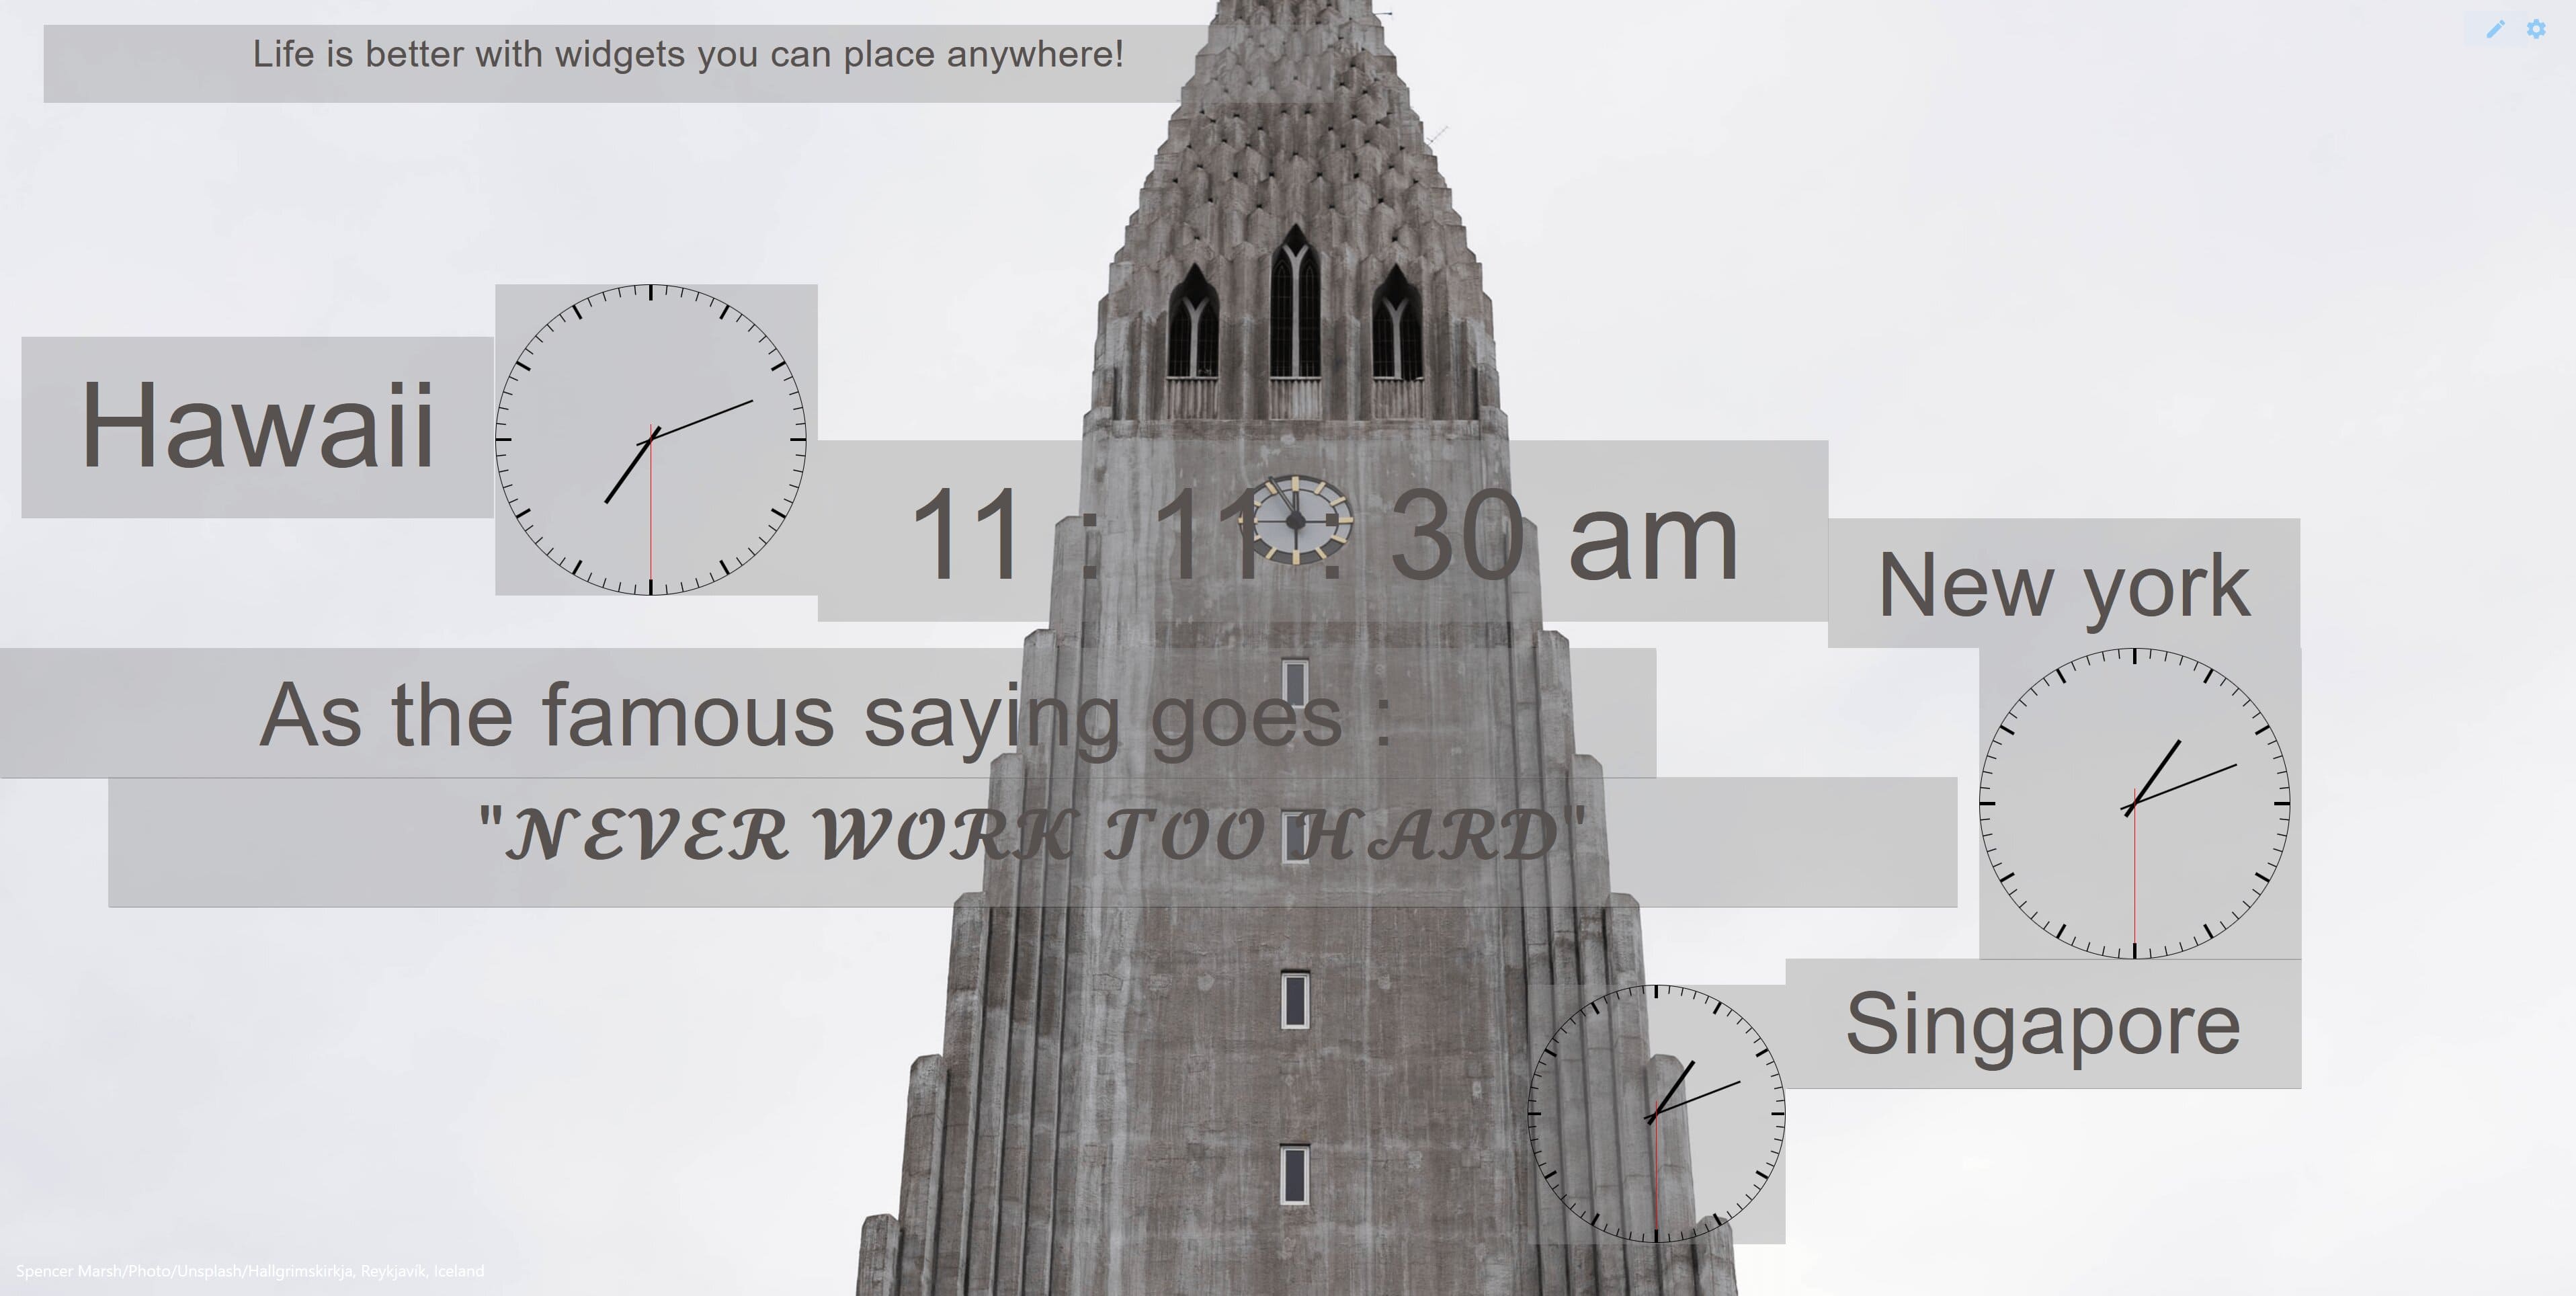 Life is better with widgets you can place anywhere!
Hawaii
11 : 11 : 30 am
New york
As the famous saying goes :
"𝓝𝓔𝓥𝓔𝓡 𝓦𝓞𝓡𝓚 𝓣𝓞𝓞 𝓗𝓐𝓡𝓓"
Singapore
Spencer Marsh/Photo/Unsplash/Hallgrimskirkja, Reykjavík, Iceland